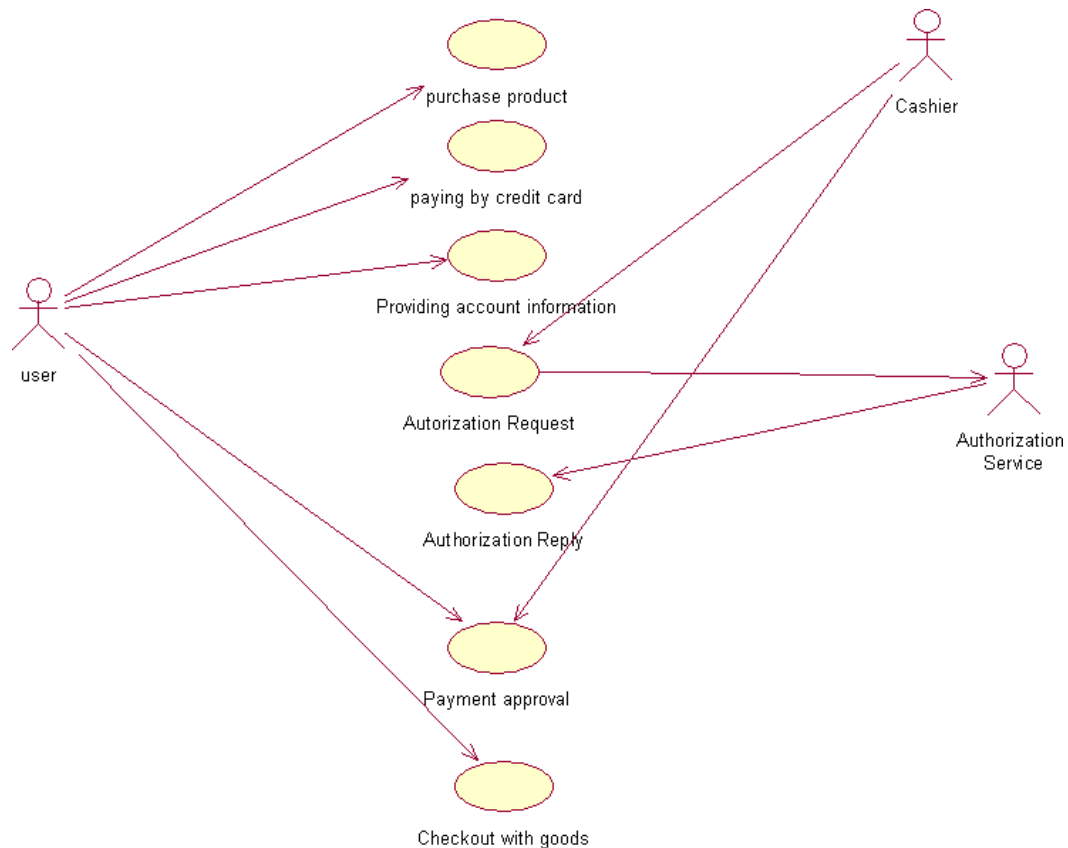 purchase product
Cashier
paying by credit card
Providing account information
user
Autorization Request
Authorization
Service
Authorization Reply
Payment approval
Checkout with goods